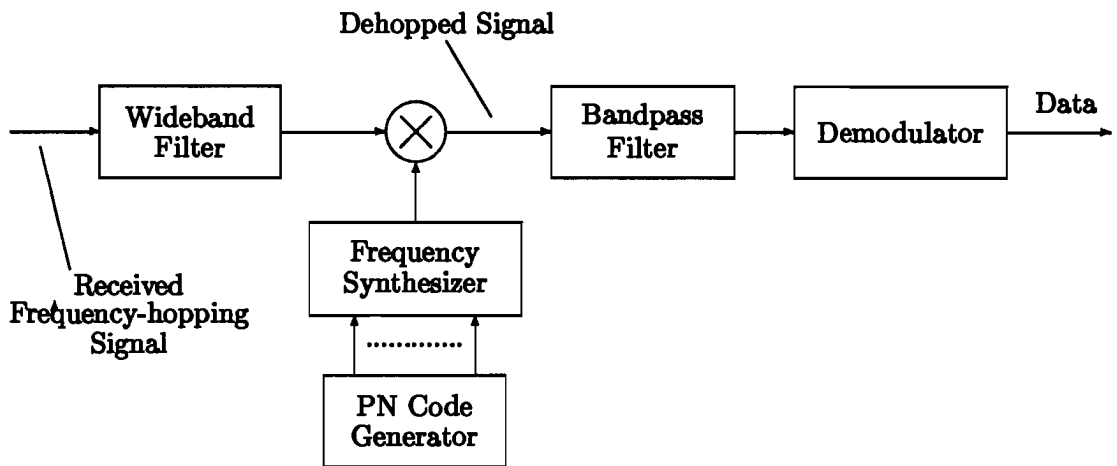 Dehopped Signal
Wideband
Filter
Bandpass
Filter
Demodulator
Data
Frequency
Synthesizer
Received
Frequency-hopping
Signal
PN Code
Generator